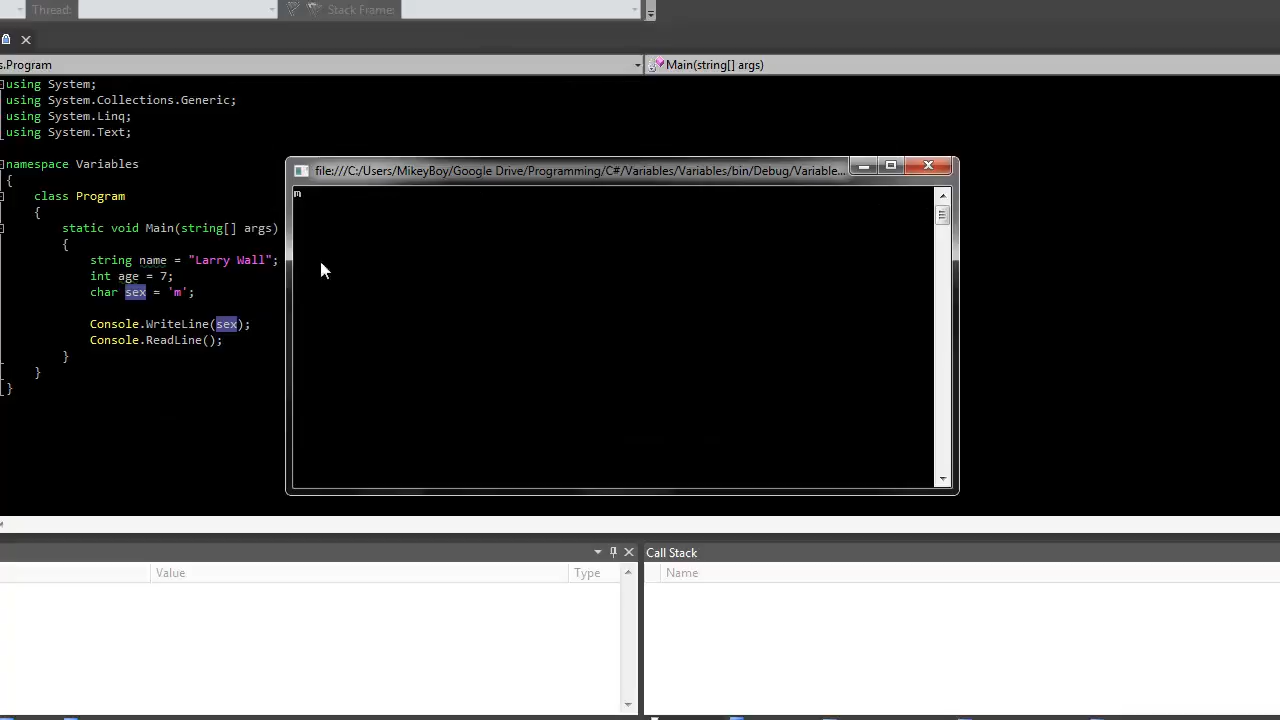 Thread:
Stack Frame:
s.Program
Main(string[] args)
using System;
using System.Collections.Generic;
using System.Linq;
using System.Text;
namespace Variables
{
class Program
{
static void Main(string[] args)
{
string name = "Larry Wall";
int age = 7;
char sex = 'm';
Console.WriteLine(sex);
Console.ReadLine();
}
}
}
file:///C:/Users/MikeyBoy/Google Drive/Programming/C#/Variables/Variables/bin/Debug/Variable...
m
Value
Type
Call Stack
Name